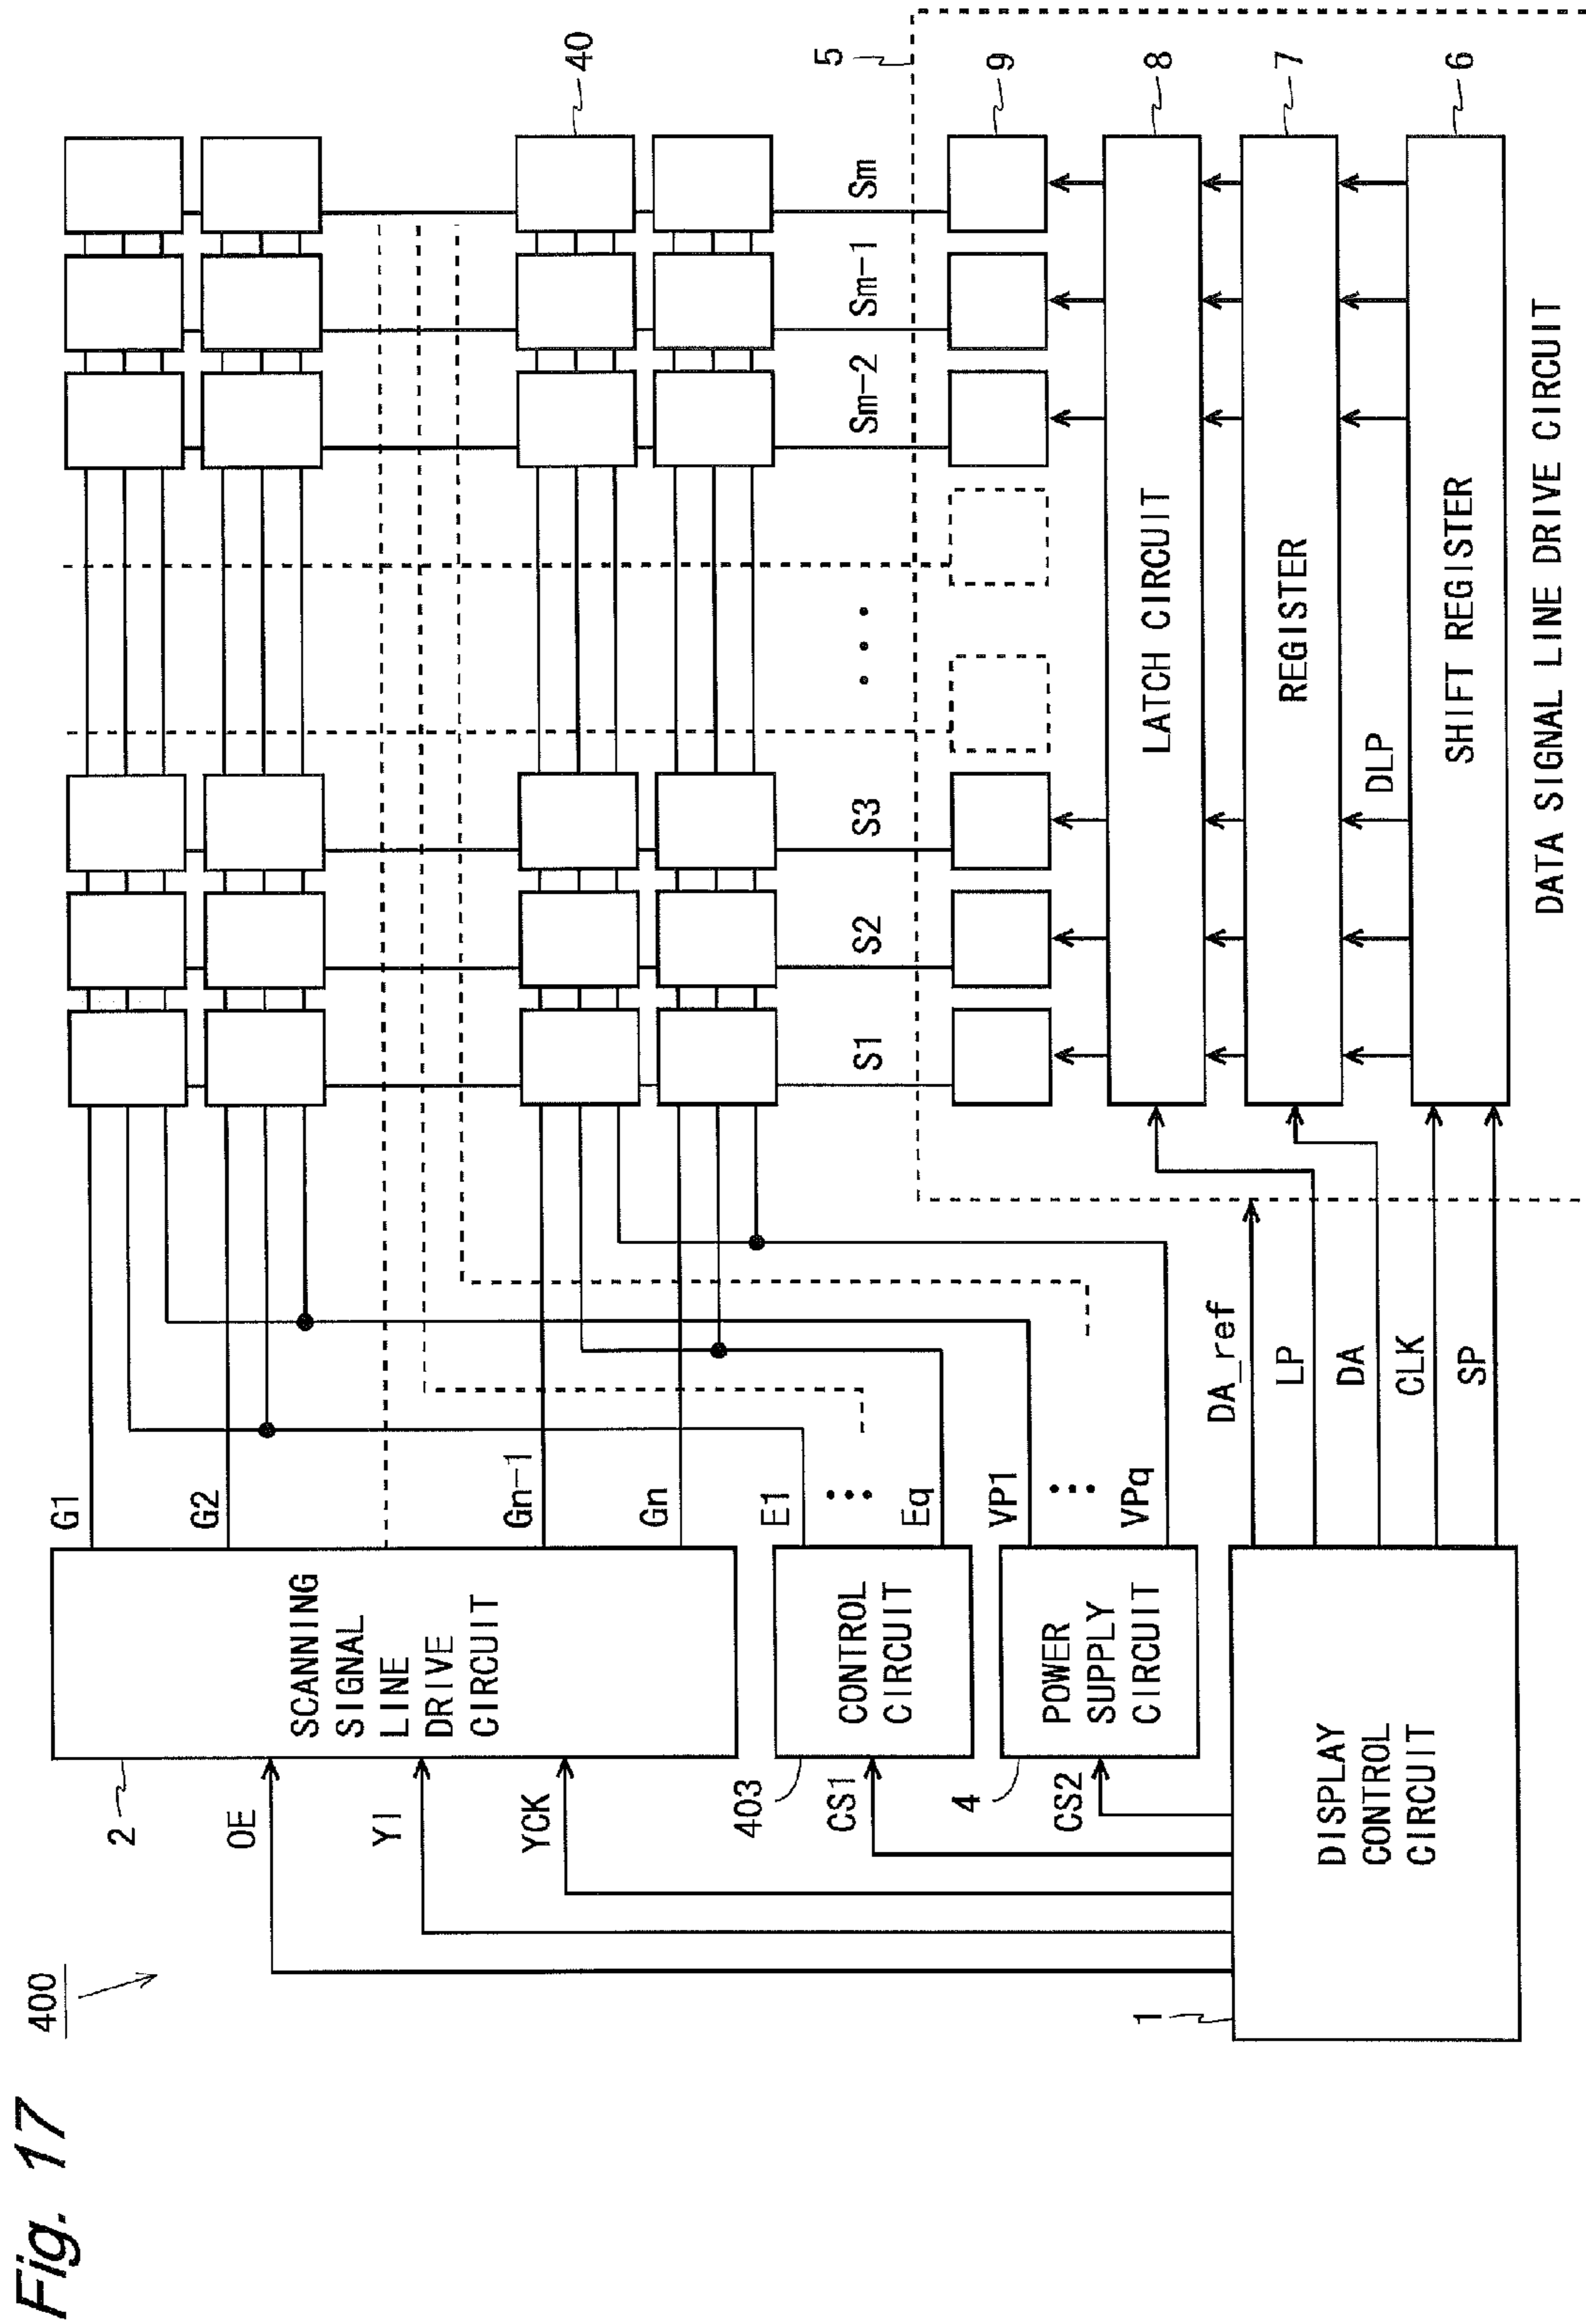 Fig. 17
400
2
OE
YI
YCK
SCANNING
SIGNAL
LINE
DRIVE
CIRCUIT
G1
G2
Gn-1
Gn
40
403
CS1
CONTROL
CIRCUIT
E1
Eq
4
CS2
POWER
SUPPLY
CIRCUIT
VP1
VPq
1
DISPLAY
CONTROL
CIRCUIT
DA_ref
LP
DA
CLK
SP
S1
S2
S3
Sm-2
Sm-1
Sm
5
9
LATCH CIRCUIT
8
REGISTER
7
DLP
SHIFT REGISTER
6
DATA SIGNAL LINE DRIVE CIRCUIT